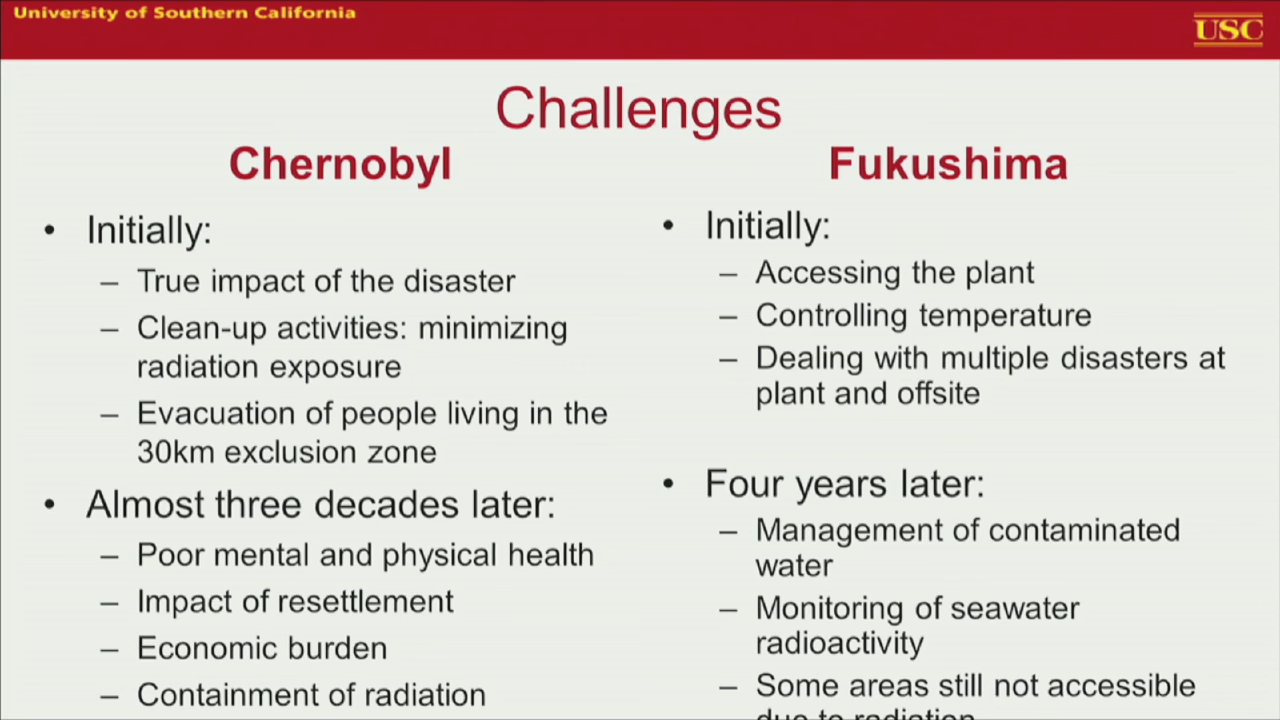 University of Southern California
USC
Challenges
Chernobyl
• Initially:
– True impact of the disaster
– Clean-up activities: minimizing
radiation exposure
– Evacuation of people living in the
30km exclusion zone
• Almost three decades later:
– Poor mental and physical health
– Impact of resettlement
– Economic burden
– Containment of radiation
Fukushima
• Initially:
– Accessing the plant
– Controlling temperature
– Dealing with multiple disasters at
plant and offsite
• Four years later:
– Management of contaminated
water
– Monitoring of seawater
radioactivity
– Some areas still not accessible
due to radiation